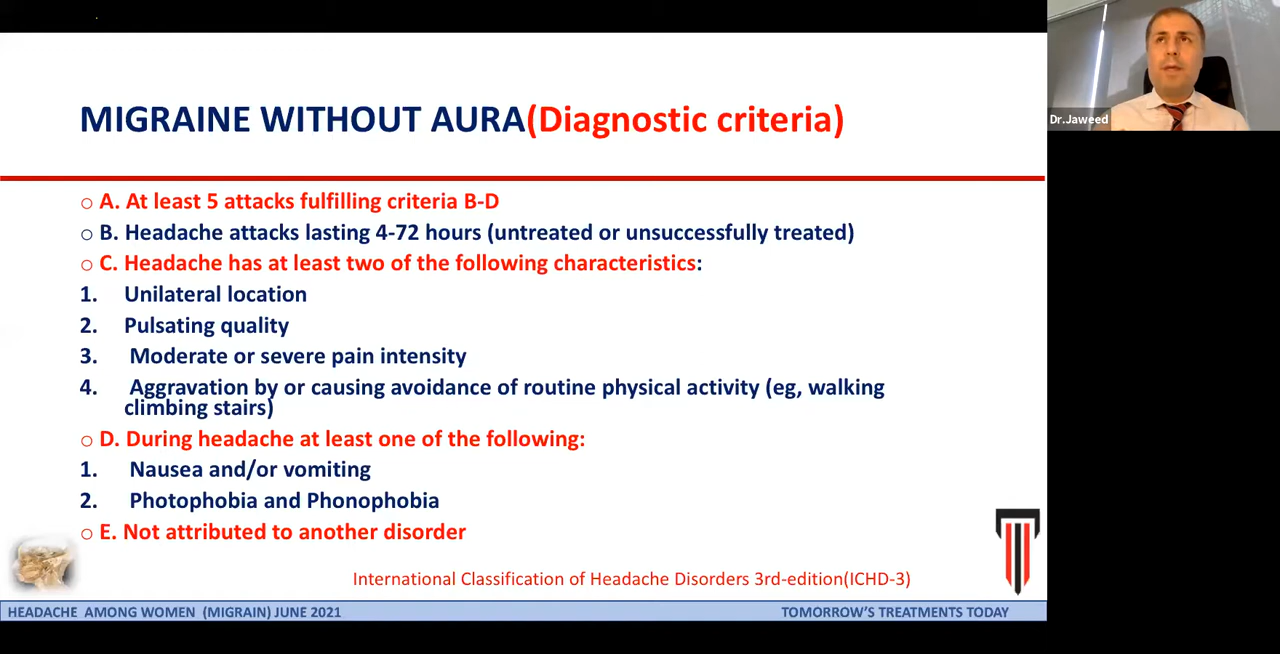 Dr.Jaweed
MIGRAINE WITHOUT AURA(Diagnostic criteria)
○ A. At least 5 attacks fulfilling criteria B-D
○ B. Headache attacks lasting 4-72 hours (untreated or unsuccessfully treated)
○ C. Headache has at least two of the following characteristics:
1. Unilateral location
2. Pulsating quality
3. Moderate or severe pain intensity
4. Aggravation by or causing avoidance of routine physical activity (eg, walking
climbing stairs)
○ D. During headache at least one of the following:
1. Nausea and/or vomiting
2. Photophobia and Phonophobia
○ E. Not attributed to another disorder
International Classification of Headache Disorders 3rd-edition(ICHD-3)
HEADACHE AMONG WOMEN (MIGRAIN) JUNE 2021
TOMORROW'S TREATMENTS TODAY